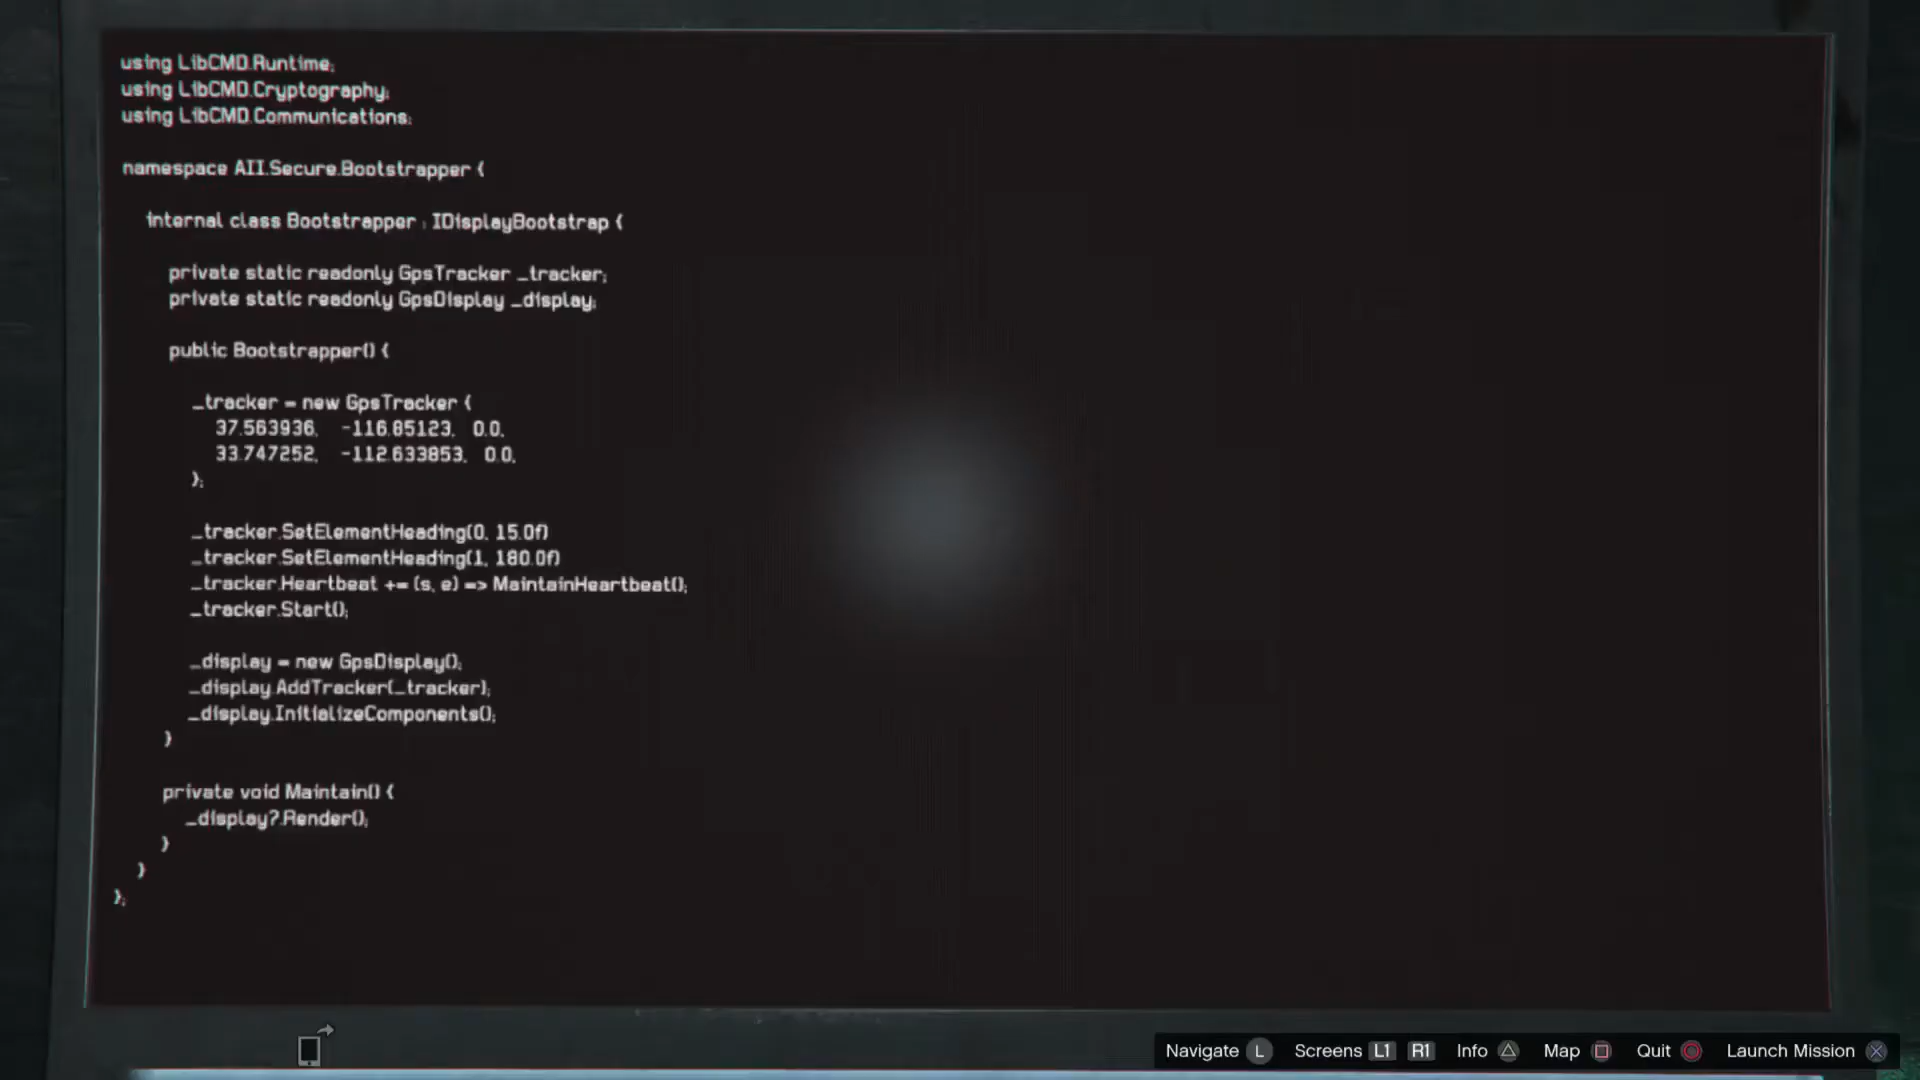 using LibCMD.Runtime;
using LibCMD.Cryptography;
using LibCMD.Communications;
namespace AII.Secure.Bootstrapper {
internal class Bootstrapper : IDisplayBootstrap {
private static readonly GpsTracker _tracker;
private static readonly GpsDisplay _display;
public Bootstrapper() {
_tracker = new GpsTracker {
37.563936, -116.85123, 0.0,
33.747252, -112.633853, 0.0,
};
_tracker.SetElementHeading(0, 15.0f)
_tracker.SetElementHeading(1, 180.0f)
_tracker.Heartbeat += (s, e) => MaintainHeartbeat();
_tracker.Start();
_display = new GpsDisplay();
_display.AddTracker(_tracker);
_display.InitializeComponents();
}
private void Maintain() {
_display?.Render();
}
}
};
Navigate L Screens L1 R1 Info Map Quit Launch Mission